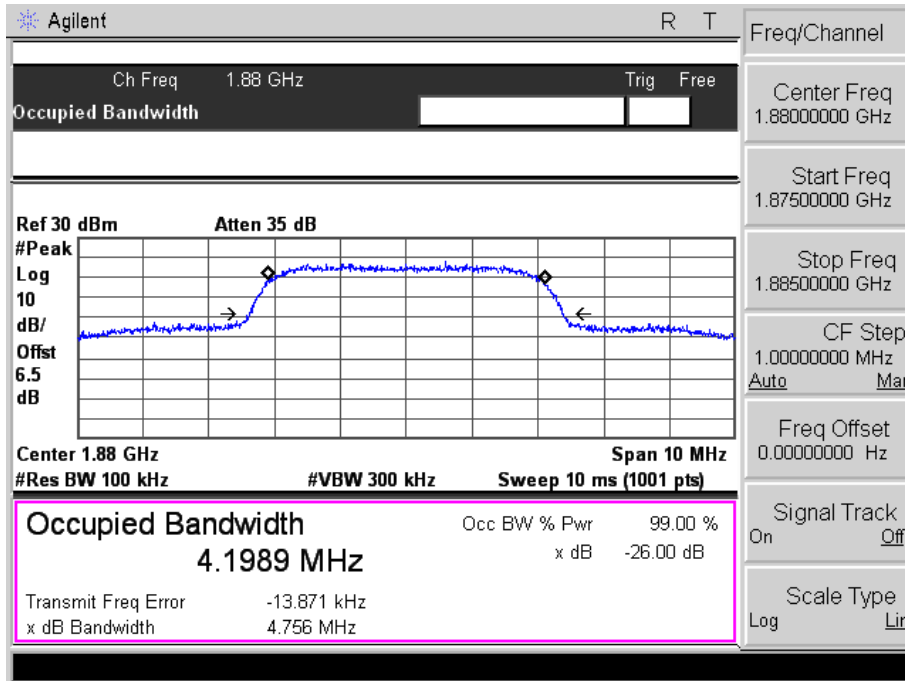 Agilent R T
Ch Freq 1.88 GHz Trig Free
Occupied Bandwidth
Ref 30 dBm Atten 35 dB
#Peak
Log
10
dB/
Offst
6.5
dB
Center 1.88 GHz Span 10 MHz
#Res BW 100 kHz #VBW 300 kHz Sweep 10 ms (1001 pts)
Occupied Bandwidth
4.1989 MHz
Occ BW % Pwr 99.00 %
x dB -26.00 dB
Transmit Freq Error -13.871 kHz
x dB Bandwidth 4.756 MHz
Freq/Channel
Center Freq
1.88000000 GHz
Start Freq
1.87500000 GHz
Stop Freq
1.88500000 GHz
CF Step
1.00000000 MHz
Auto Man
Freq Offset
0.00000000 Hz
Signal Track
On Off
Scale Type
Log Lin